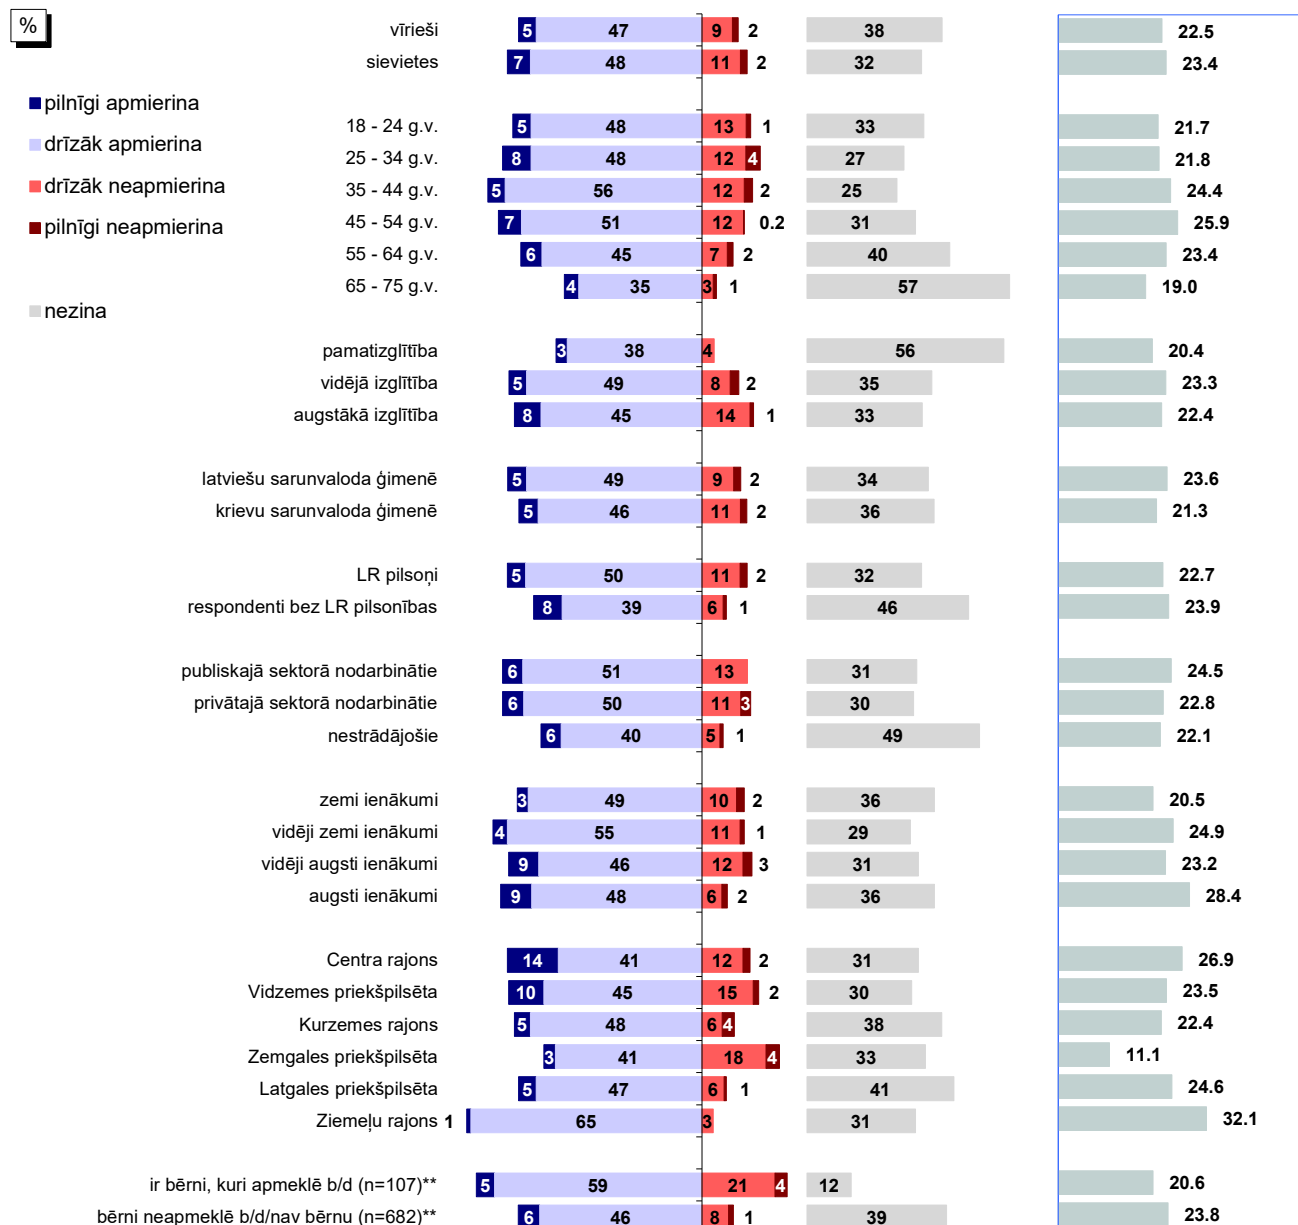 %
pilnīgi apmierina
drīzāk apmierina
drīzāk neapmierina
pilnīgi neapmierina
nezina
vīrieši 5 47 9 2 38 22.5
sievietes 7 48 11 2 32 23.4
18 - 24 g.v. 5 48 13 1 33 21.7
25 - 34 g.v. 8 48 12 4 27 21.8
35 - 44 g.v. 5 56 12 2 25 24.4
45 - 54 g.v. 7 51 12 0.2 31 25.9
55 - 64 g.v. 6 45 7 2 40 23.4
65 - 75 g.v. 4 35 3 1 57 19.0
pamatizglītība 3 38 4 56 20.4
vidējā izglītība 5 49 8 2 35 23.3
augstākā izglītība 8 45 14 1 33 22.4
latviešu sarunvaloda ģimenē 5 49 9 2 34 23.6
krievu sarunvaloda ģimenē 5 46 11 2 36 21.3
LR pilsoņi 5 50 11 2 32 22.7
respondenti bez LR pilsonības 8 39 6 1 46 23.9
publiskajā sektorā nodarbinātie 6 51 13 31 24.5
privātajā sektorā nodarbinātie 6 50 11 3 30 22.8
nestrādājošie 6 40 5 1 49 22.1
zemi ienākumi 3 49 10 2 36 20.5
vidēji zemi ienākumi 4 55 11 1 29 24.9
vidēji augsti ienākumi 9 46 12 3 31 23.2
augsti ienākumi 9 48 6 2 36 28.4
Centra rajons 14 41 12 2 31 26.9
Vidzemes priekšpilsēta 10 45 15 2 30 23.5
Kurzemes rajons 5 48 6 4 38 22.4
Zemgales priekšpilsēta 3 41 18 4 33 11.1
Latgales priekšpilsēta 5 47 6 1 41 24.6
Ziemeļu rajons 1 65 3 31 32.1
ir bērni, kuri apmeklē b/d (n=107)** 5 59 21 4 12 20.6
bērni neapmeklē b/d/nav bērnu (n=682)** 6 46 8 1 39 23.8